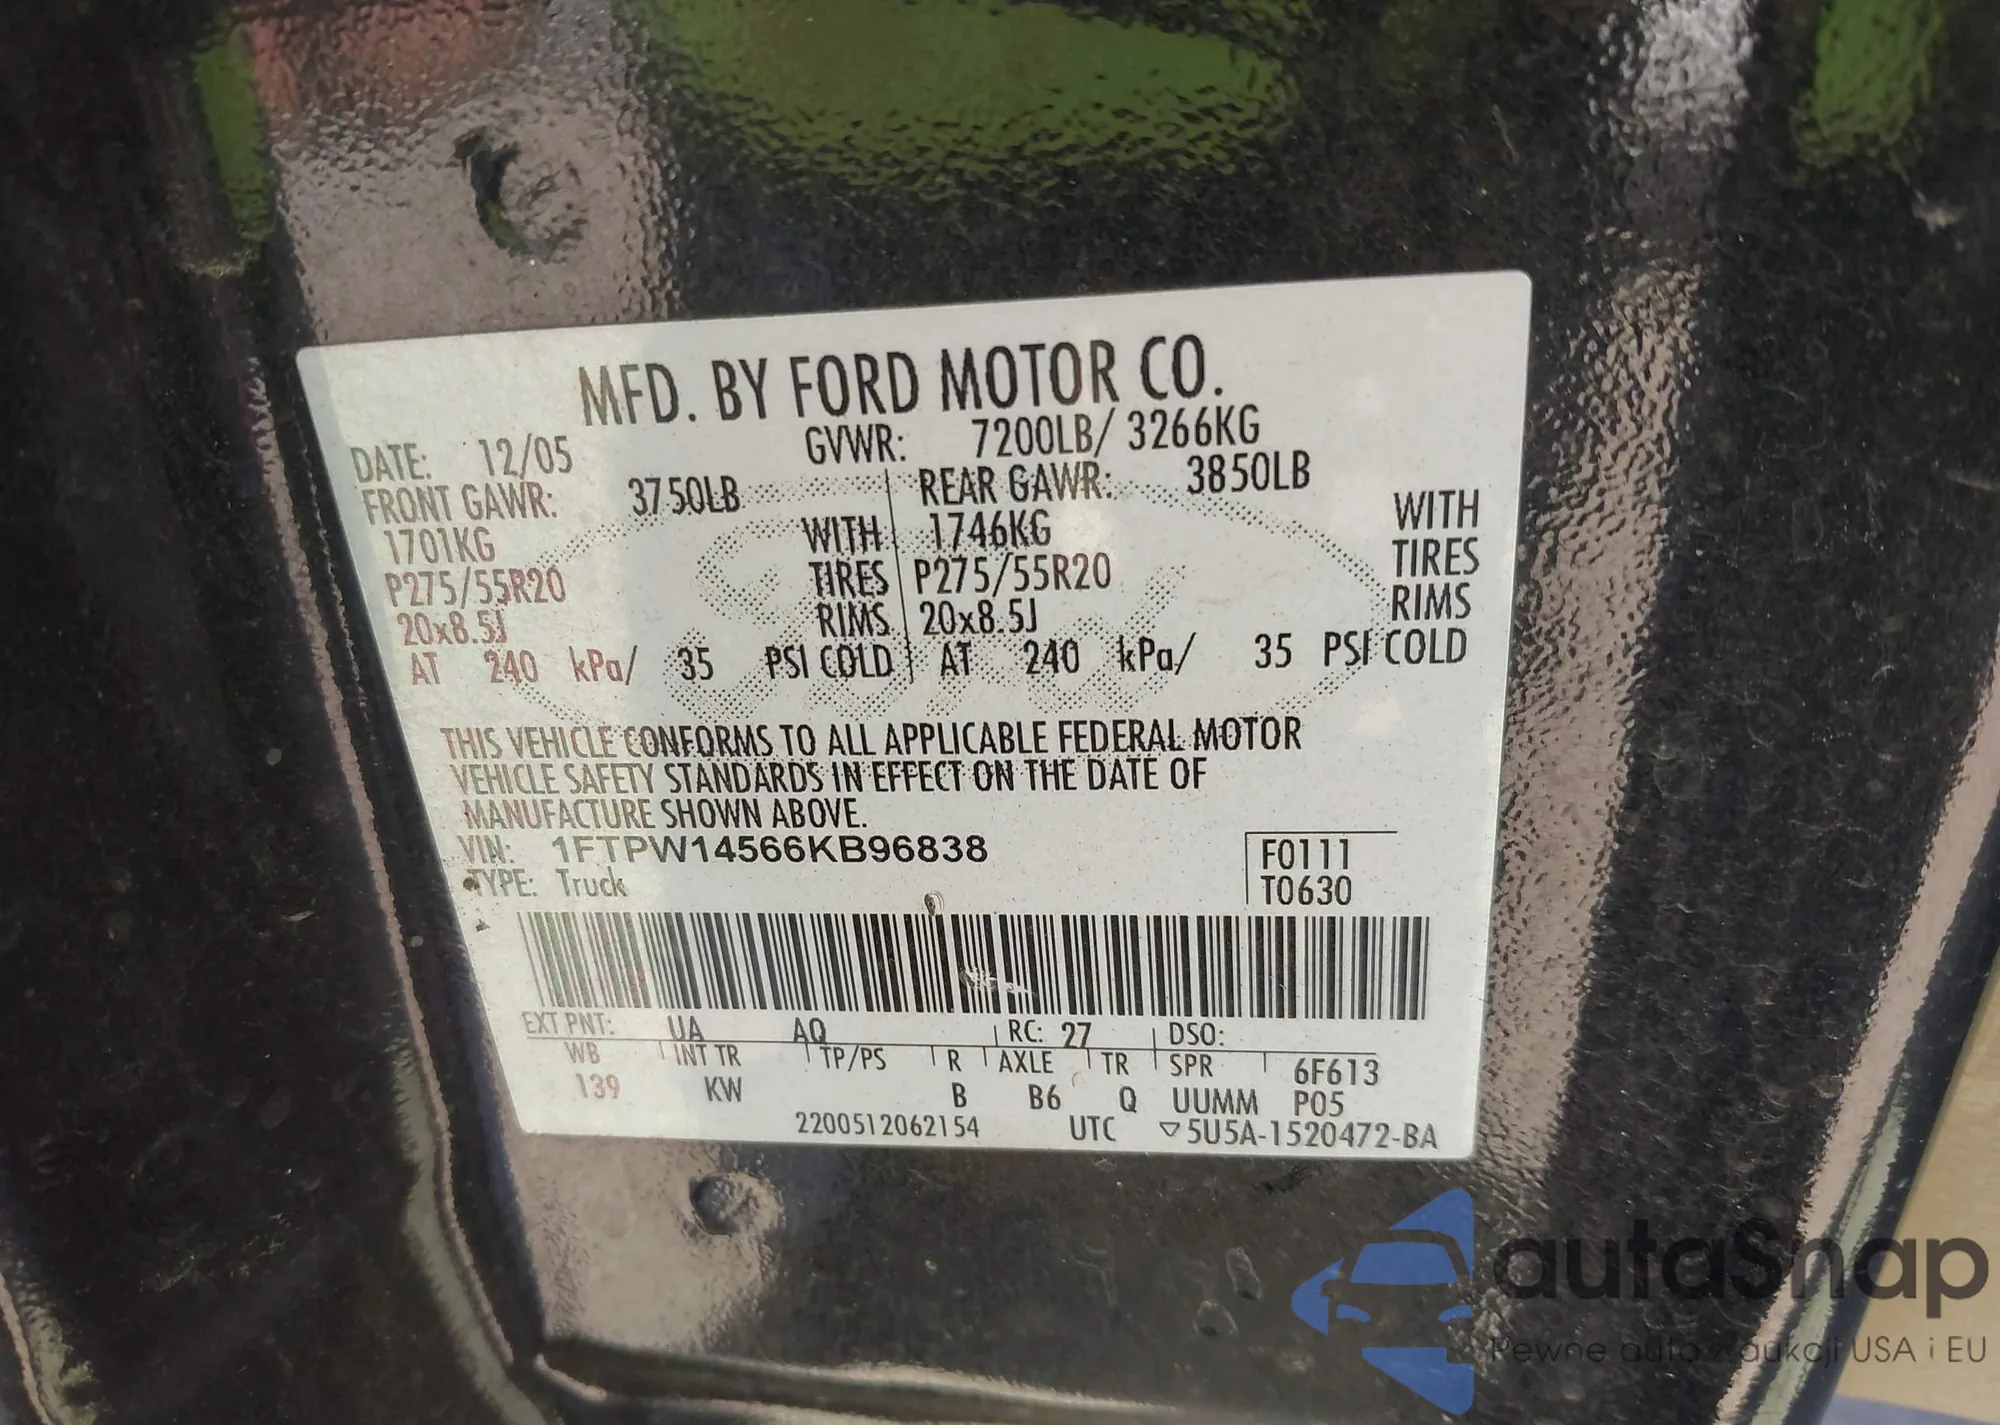 MFD. BY FORD MOTOR CO.
DATE: 12/05 GVWR: 7200LB/ 3266KG
FRONT GAWR: 3750LB REAR GAWR: 3850LB
1701KG WITH 1746KG WITH
P275/55R20 TIRES P275/55R20 TIRES
20x8.5J RIMS 20x8.5J RIMS
AT 240 kPa/ 35 PSI COLD AT 240 kPa/ 35 PSI COLD
THIS VEHICLE CONFORMS TO ALL APPLICABLE FEDERAL MOTOR
VEHICLE SAFETY STANDARDS IN EFFECT ON THE DATE OF
MANUFACTURE SHOWN ABOVE.
VIN: 1FTPW14566KB96838 F0111
TYPE: Truck T0630
EXT PNT: UA AQ RC: 27 DSO:
WB INT TR TP/PS R AXLE TR SPR 6F613
139 KW B B6 Q UUMM P05
2200512062154 UTC ▽5U5A-1520472-BA
autaSnap
Pewne auto z aukcji USA i EU